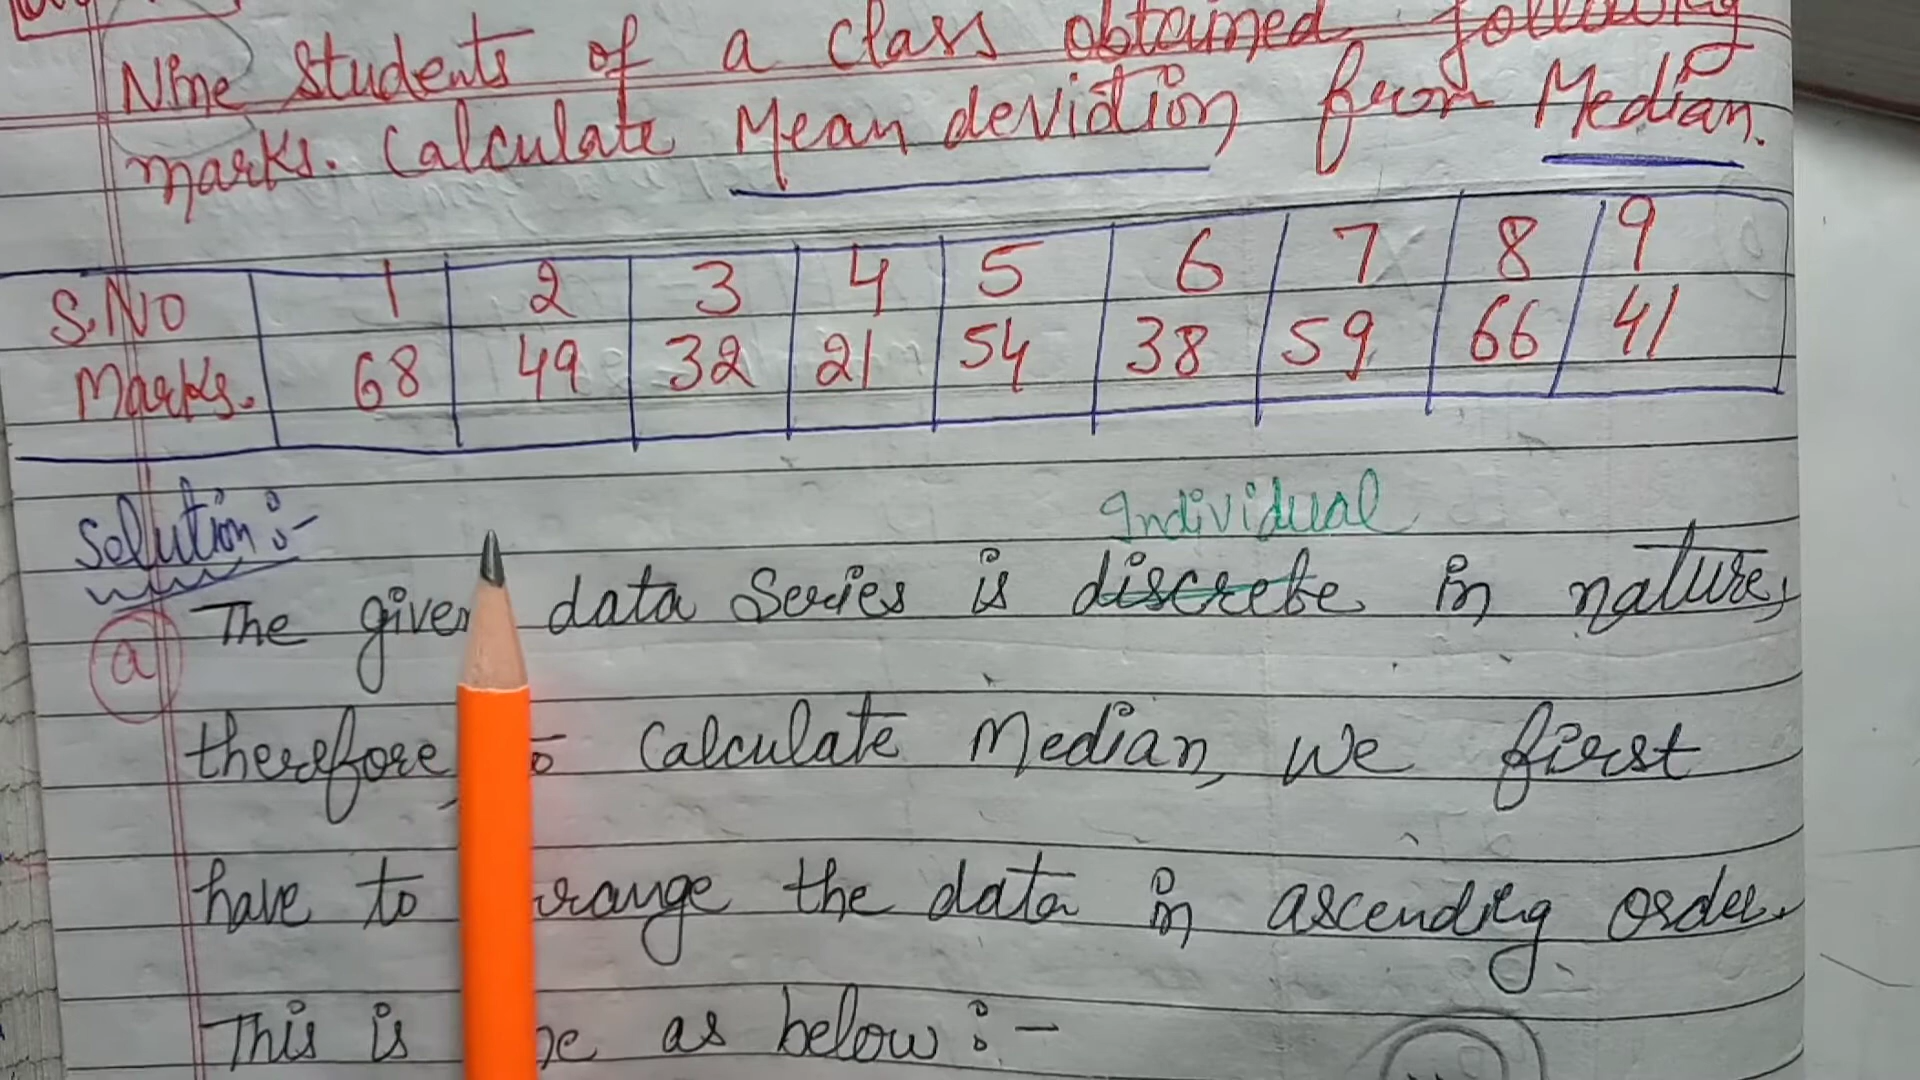 Nine Students of a class obtained following
marks. Calculate Mean deviation from Median.
S.NO 1 2 3 4 5 6 7 8 9
Marks. 68 49 32 21 54 38 59 66 41
Solution :-
Individual
a The given data Series is discrete in nature,
therefore, to Calculate Median, we first
have to arrange the data in ascending order.
This is as below :-